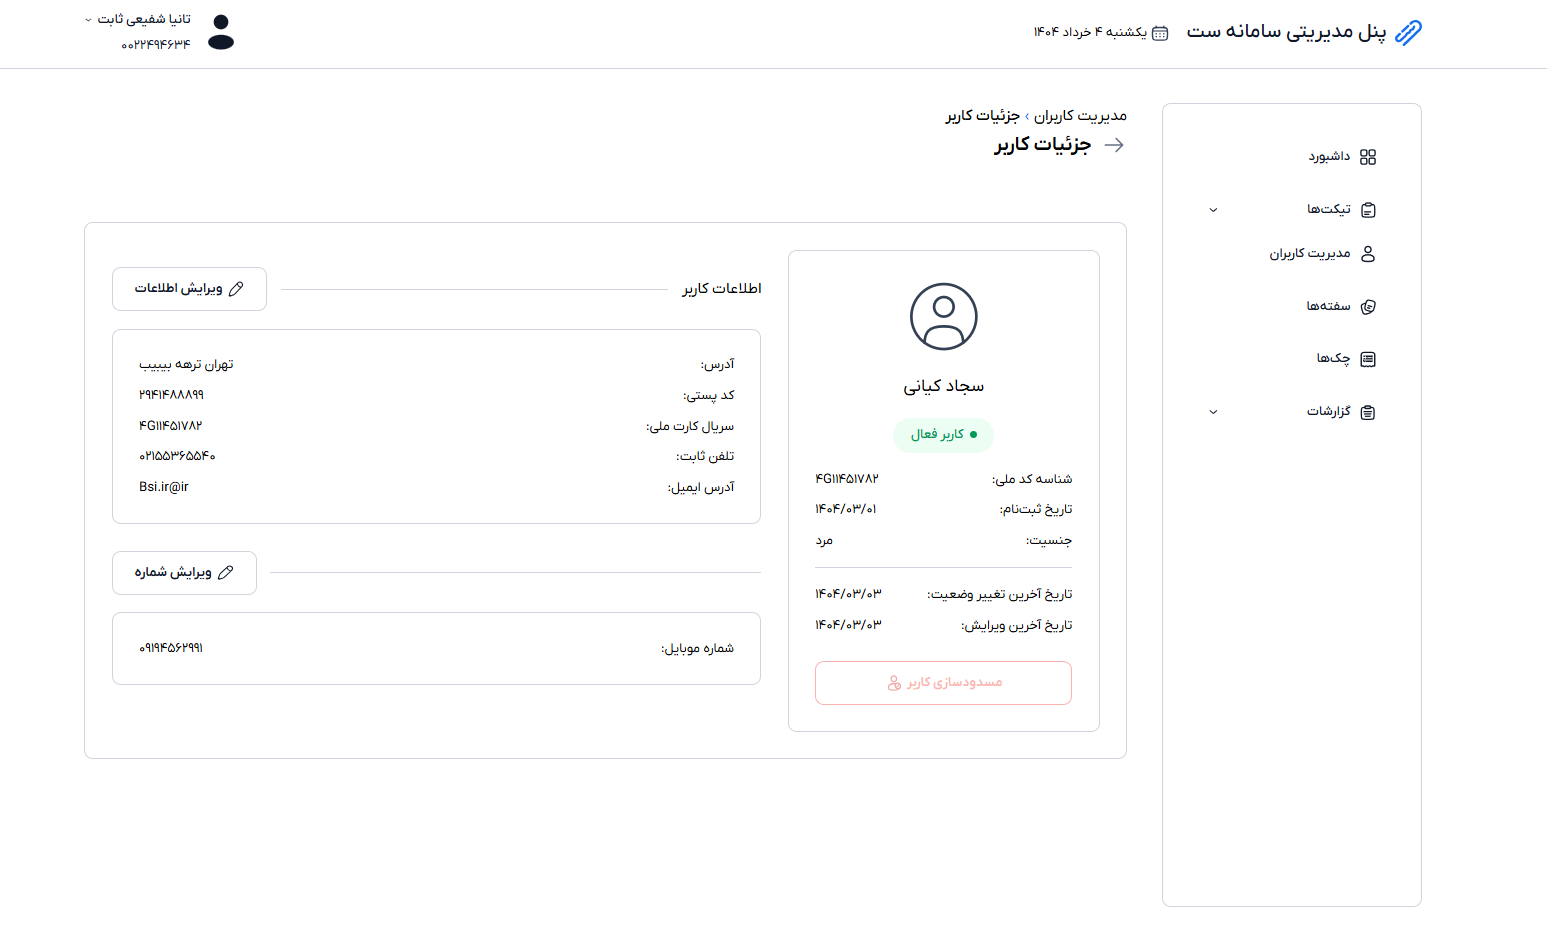 پنل مدیریتی سامانه ست
یکشنبه ۴ خرداد ۱۴۰۴
تانیا شفیعی ثابت
۰۰۲۲۴۹۴۶۳۴
داشبورد
تیکت‌ها
مدیریت کاربران
سفته‌ها
چک‌ها
گزارشات
مدیریت کاربران › جزئیات کاربر
جزئیات کاربر
سجاد کیانی
کاربر فعال
شناسه کد ملی: ۴G۱۱۴۵۱۷۸۲
تاریخ ثبت‌نام: ۱۴۰۴/۰۳/۰۱
جنسیت: مرد
تاریخ آخرین تغییر وضعیت: ۱۴۰۴/۰۳/۰۳
تاریخ آخرین ویرایش: ۱۴۰۴/۰۳/۰۳
مسدودسازی کاربر
اطلاعات کاربر
ویرایش اطلاعات
آدرس: تهران ترهه بیبیب
کد پستی: ۲۹۴۱۴۸۸۸۹۹
سریال کارت ملی: ۴G۱۱۴۵۱۷۸۲
تلفن ثابت: ۰۲۱۵۵۳۶۵۵۴۰
آدرس ایمیل: Bsi.ir@ir
ویرایش شماره
شماره موبایل: ۰۹۱۹۴۵۶۲۹۹۱